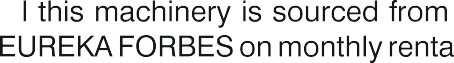 l this machinery is sourced from
EUREKA FORBES on monthly renta